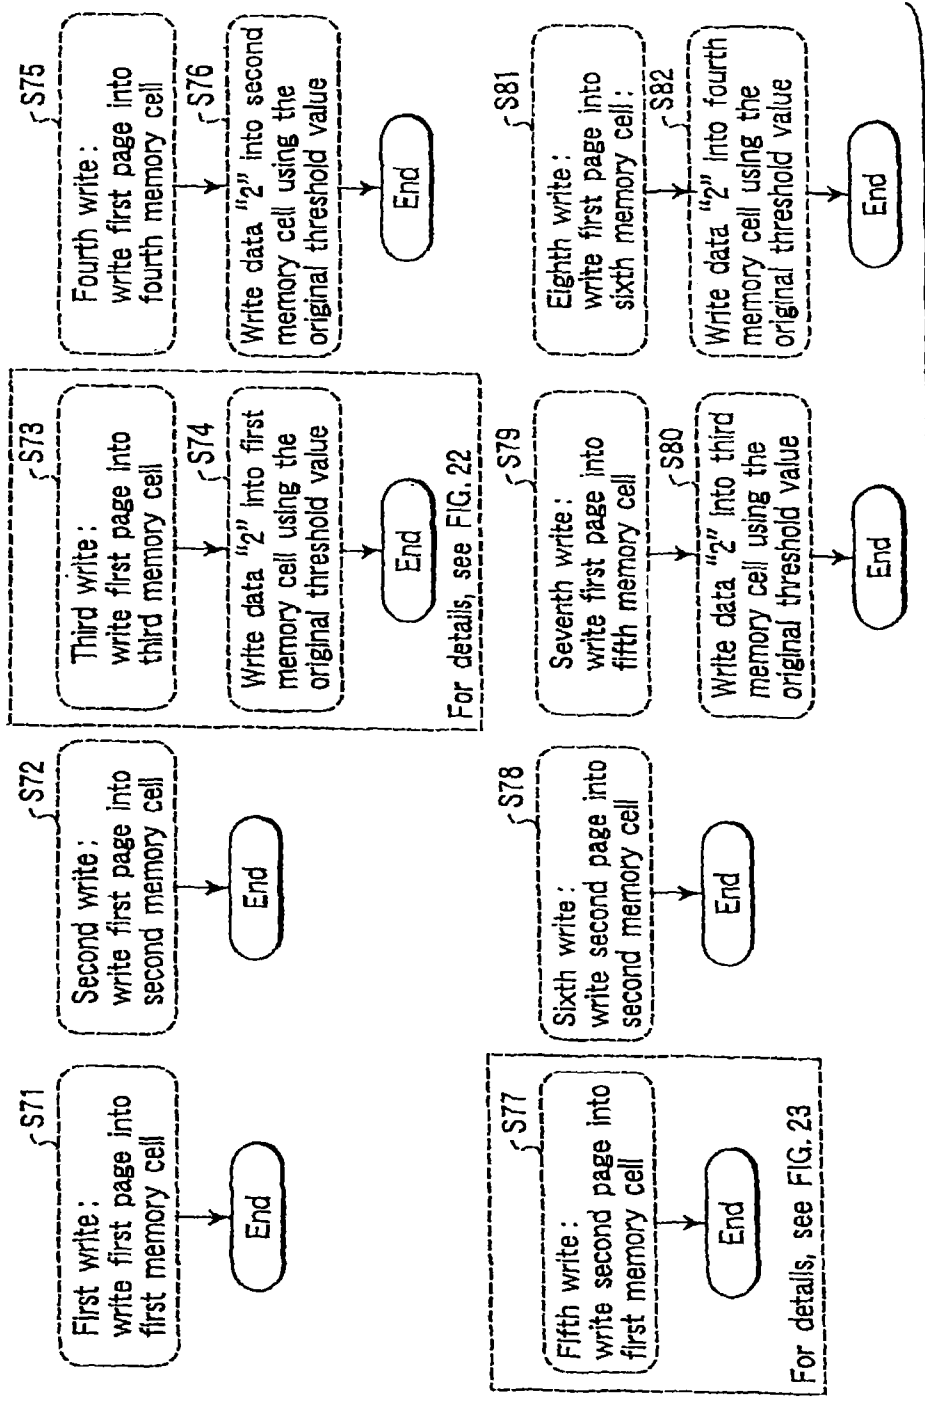 S71
First write :
write first page into
first memory cell
End
S72
Second write :
write first page into
second memory cell
End
S73
Third write :
write first page into
third memory cell
S74
Write data "2" into first
memory cell using the
original threshold value
End
For details, see FIG. 22
S75
Fourth write :
write first page into
fourth memory cell
S76
Write data "2" into second
memory cell using the
original threshold value
End
S77
Fifth write :
write second page into
first memory cell
End
For details, see FIG. 23
S78
Sixth write :
write second page into
second memory cell
End
S79
Seventh write :
write first page into
fifth memory cell
S80
Write data "2" into third
memory cell using the
original threshold value
End
S81
Eighth write :
write first page into
sixth memory cell :
S82
Write data "2" into fourth
memory cell using the
original threshold value
End